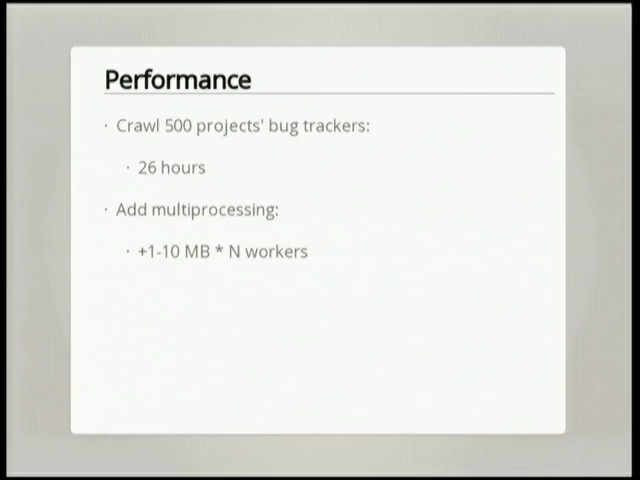 Performance
· Crawl 500 projects' bug trackers:
· 26 hours
· Add multiprocessing:
· +1-10 MB * N workers